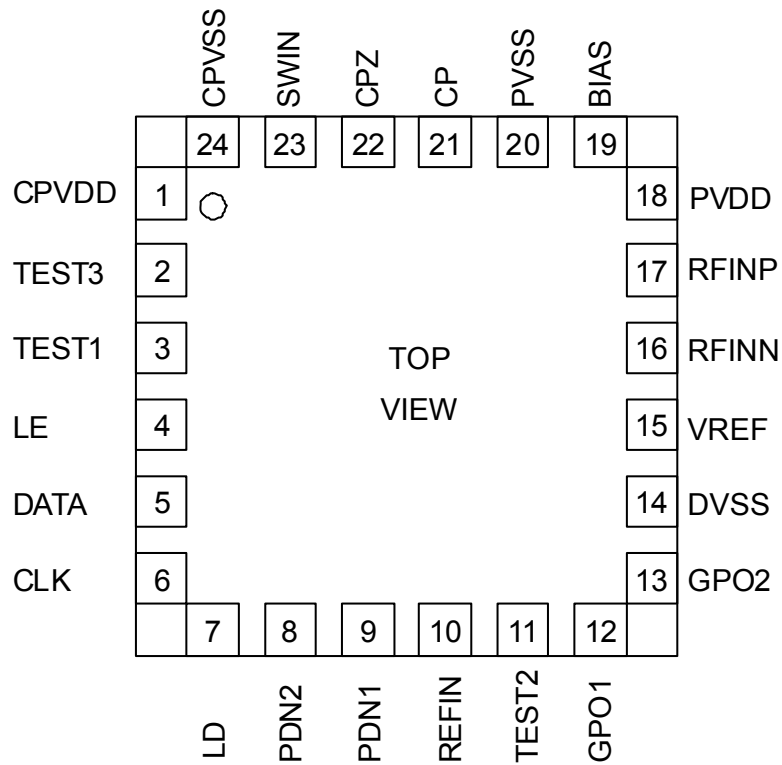 CPVSS
SWIN
CPZ
CP
PVSS
BIAS
24
23
22
21
20
19
CPVDD
1
18
PVDD
TEST3
2
17
RFINP
TEST1
3
TOP
VIEW
16
RFINN
LE
4
15
VREF
DATA
5
14
DVSS
CLK
6
13
GPO2
7
8
9
10
11
12
LD
PDN2
PDN1
REFIN
TEST2
GPO1